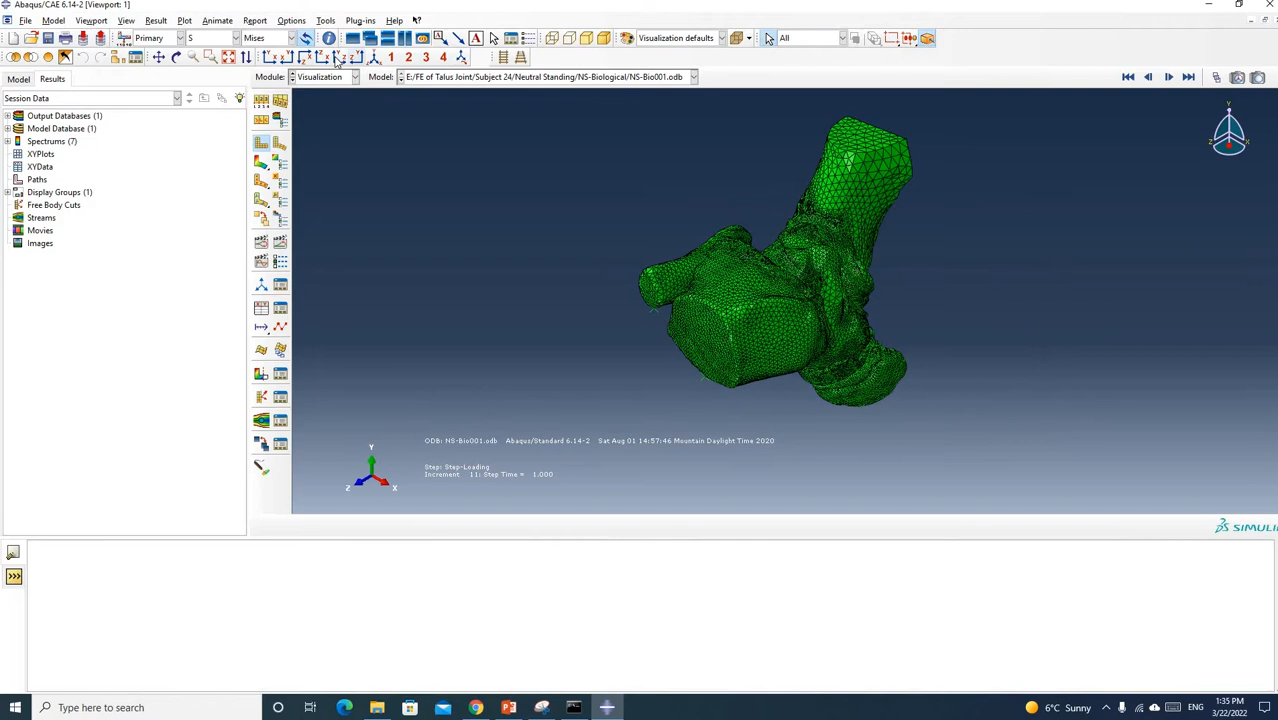 Abaqus/CAE 6.14-2 [Viewport: 1]
File Model Viewport View Result Plot Animate Report Options Tools Plug-ins Help
Primary S Mises Visualization defaults All
1 2 3 4
Model Results Module: Visualization Model: E:/FE of Talus Joint/Subject 24/Neutral Standing/NS-Biological/NS-Bio001.odb
Session Data
Output Databases (1)
Model Database (1)
Spectrums (7)
XYPlots
XYData
Paths
Display Groups (1)
Free Body Cuts
Streams
Movies
Images
Y
Z X
ODB: NS-Bio001.odb Abaqus/Standard 6.14-2 Sat Aug 01 14:57:46 Mountain Daylight Time 2020
Step: Step-Loading
Increment 11: Step Time = 1.000
Y
Z X
SIMULI
>>>
Type here to search
6°C Sunny
ENG
1:35 PM
3/22/2022